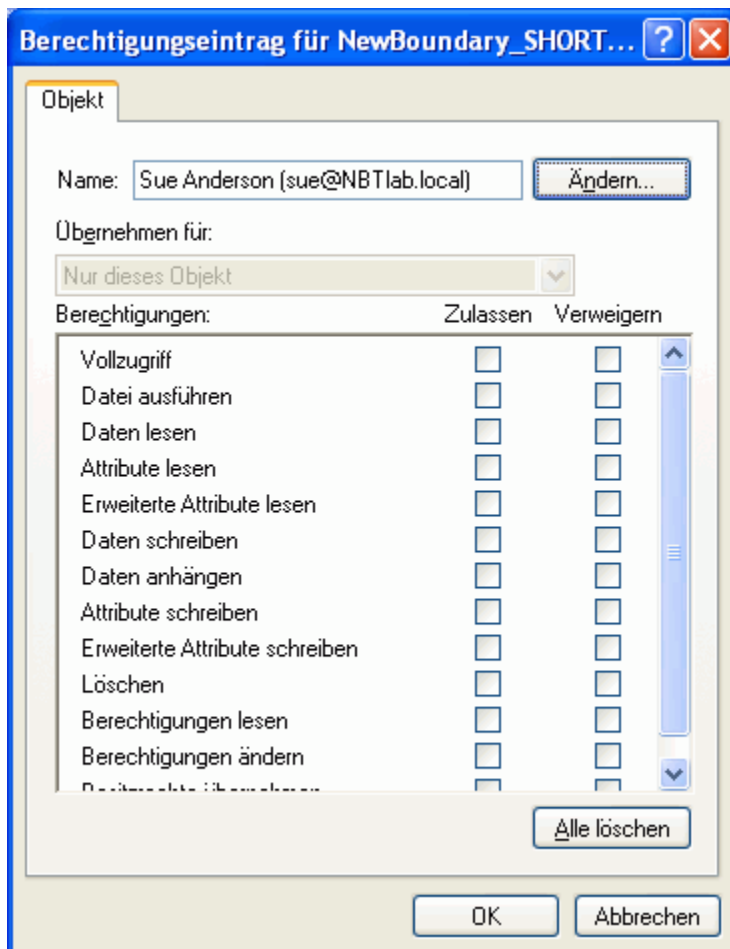 Berechtigungseintrag für NewBoundary_SHORT...
Objekt
Name: Sue Anderson (sue@NBTlab.local) Ändern...
Übernehmen für:
Nur dieses Objekt
Berechtigungen: Zulassen Verweigern
Vollzugriff
Datei ausführen
Daten lesen
Attribute lesen
Erweiterte Attribute lesen
Daten schreiben
Daten anhängen
Attribute schreiben
Erweiterte Attribute schreiben
Löschen
Berechtigungen lesen
Berechtigungen ändern
Alle löschen
OK Abbrechen